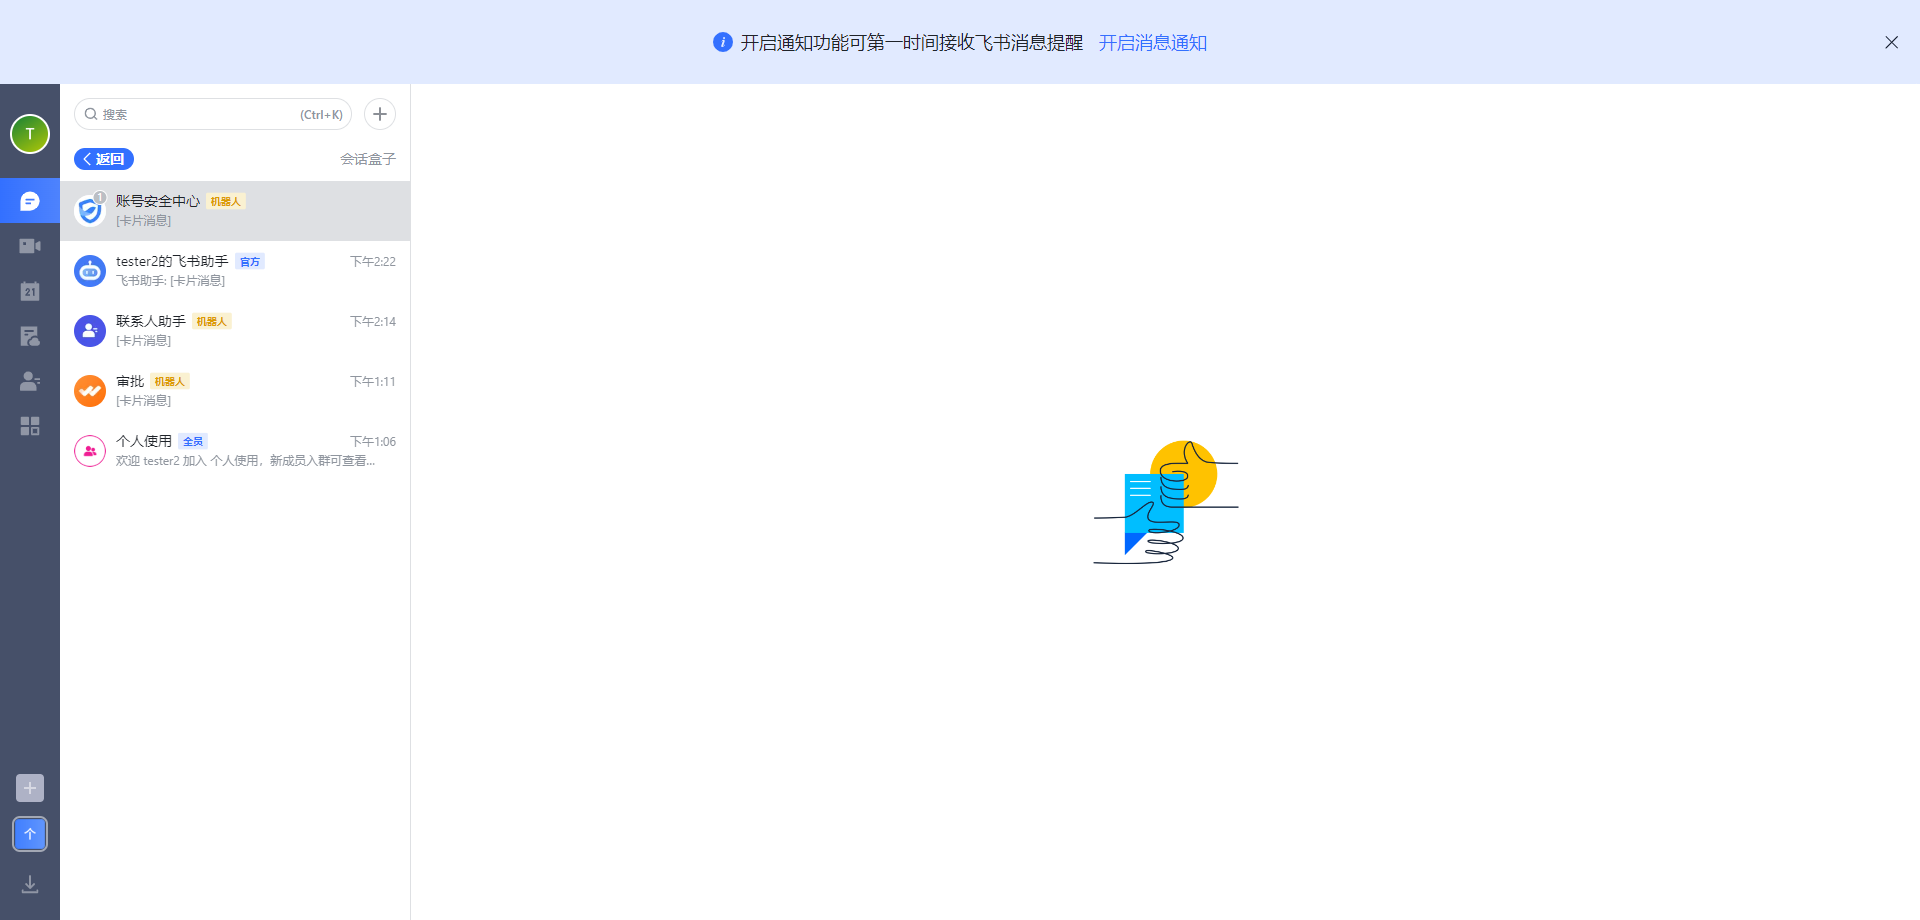 开启通知功能可第一时间接收飞书消息提醒 开启消息通知
T
搜索 (Ctrl+K)
返回 会话盒子
1
账号安全中心 机器人
[卡片消息]
tester2的飞书助手 官方 下午2:22
飞书助手: [卡片消息]
联系人助手 机器人 下午2:14
[卡片消息]
审批 机器人 下午1:11
[卡片消息]
个人使用 全员 下午1:06
欢迎 tester2 加入 个人使用，新成员入群可查看...
21
个